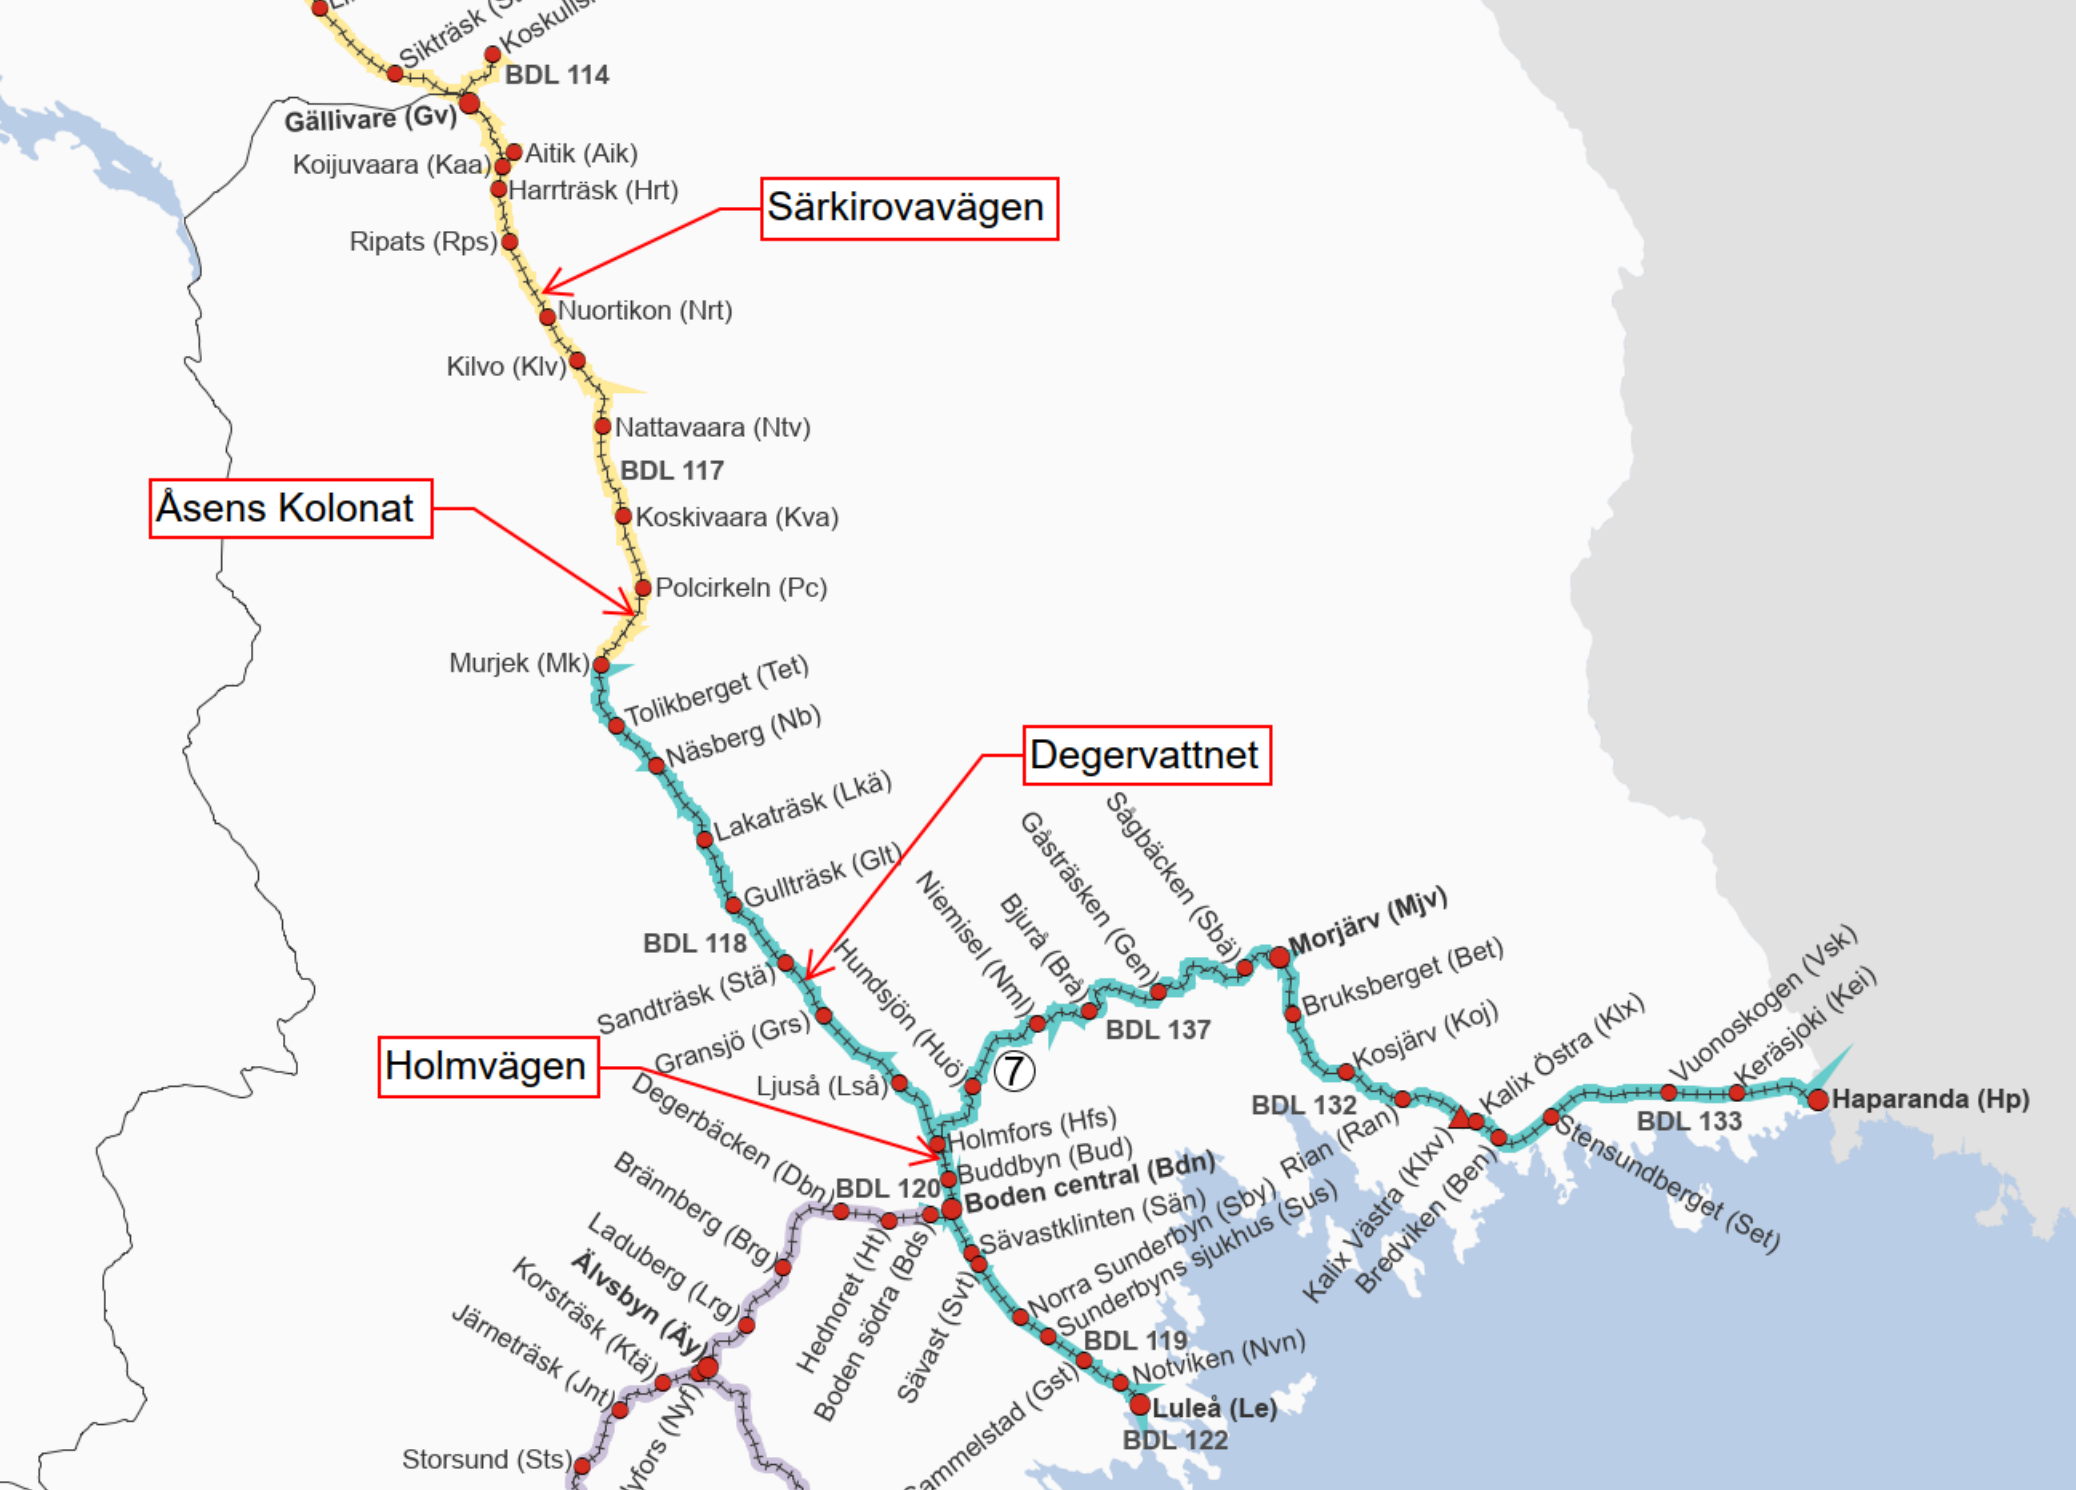 BDL 114
Gällivare (Gv)
Aitik (Aik)
Koijuvaara (Kaa)
Harrträsk (Hrt)
Särkirovavägen
Ripats (Rps)
Nuortikon (Nrt)
Kilvo (Klv)
Nattavaara (Ntv)
BDL 117
Åsens Kolonat
Koskivaara (Kva)
Polcirkeln (Pc)
Murjek (Mk)
Tolikberget (Tet)
Näsberg (Nb)
Degervattnet
Lakaträsk (Lkä)
Gullträsk (Glt)
BDL 118
Sandträsk (Stä)
Gransjö (Grs)
Hundsjön (Huö)
Niemisel (Nml)
Bjurå (Brå)
Gåsträsken (Gen)
Sågbäcken (Sbä)
Morjärv (Mjv)
BDL 137
7
Bruksberget (Bet)
Kosjärv (Koj)
Kalix Östra (Klx)
Vuonoskogen (Vsk)
Keräsjoki (Kei)
Haparanda (Hp)
BDL 132
BDL 133
Holmvägen
Ljuså (Lså)
Holmfors (Hfs)
Buddbyn (Bud)
Boden central (Bdn)
Degerbäcken (Dbn)
BDL 120
Brännberg (Brg)
Sävastklinten (Sän)
Norra Sunderbyn (Sby)
Rian (Ran)
Sunderbyns sjukhus (Sus)
Kalix Västra (Klxv)
Bredviken (Ben)
Stensundberget (Set)
Laduberg (Lrg)
Älvsbyn (Äy)
Korsträsk (Ktä)
Järneträsk (Jnt)
Hednoret (Ht)
Boden södra (Bds)
Sävast (Svt)
BDL 119
Notviken (Nvn)
Luleå (Le)
BDL 122
Storsund (Sts)